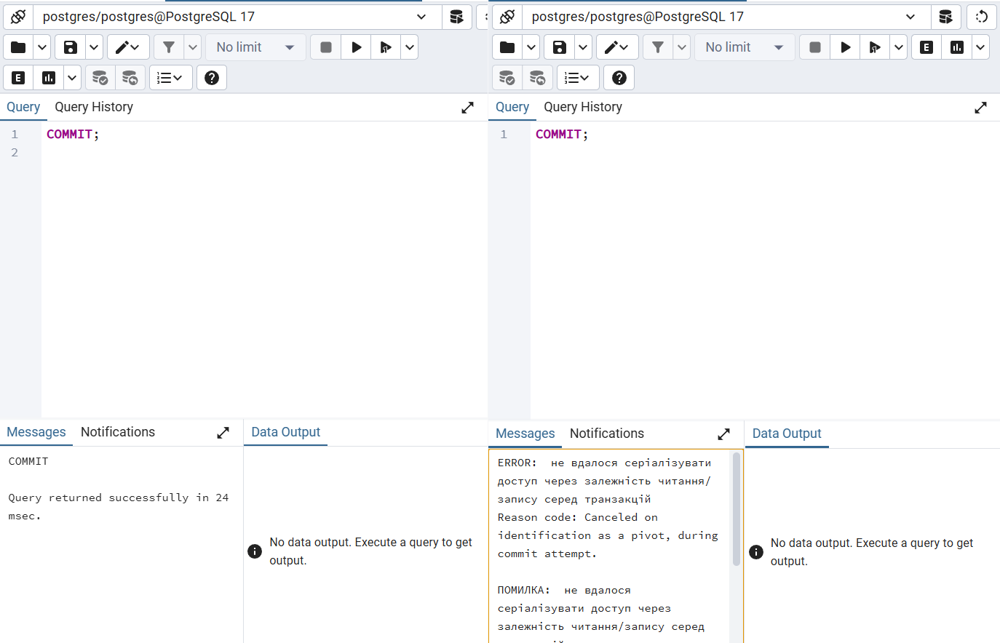 postgres/postgres@PostgreSQL 17
No limit
E
Query Query History
1 COMMIT;
2
Messages Notifications
Data Output
COMMIT
Query returned successfully in 24
msec.
No data output. Execute a query to get
output.
postgres/postgres@PostgreSQL 17
No limit
E
Query Query History
1 COMMIT;
Messages Notifications
Data Output
ERROR:  не вдалося серіалізувати
доступ через залежність читання/
запису серед транзакцій
Reason code: Canceled on
identification as a pivot, during
commit attempt.
ПОМИЛКА:  не вдалося
серіалізувати доступ через
залежність читання/запису серед
No data output. Execute a query to get
output.